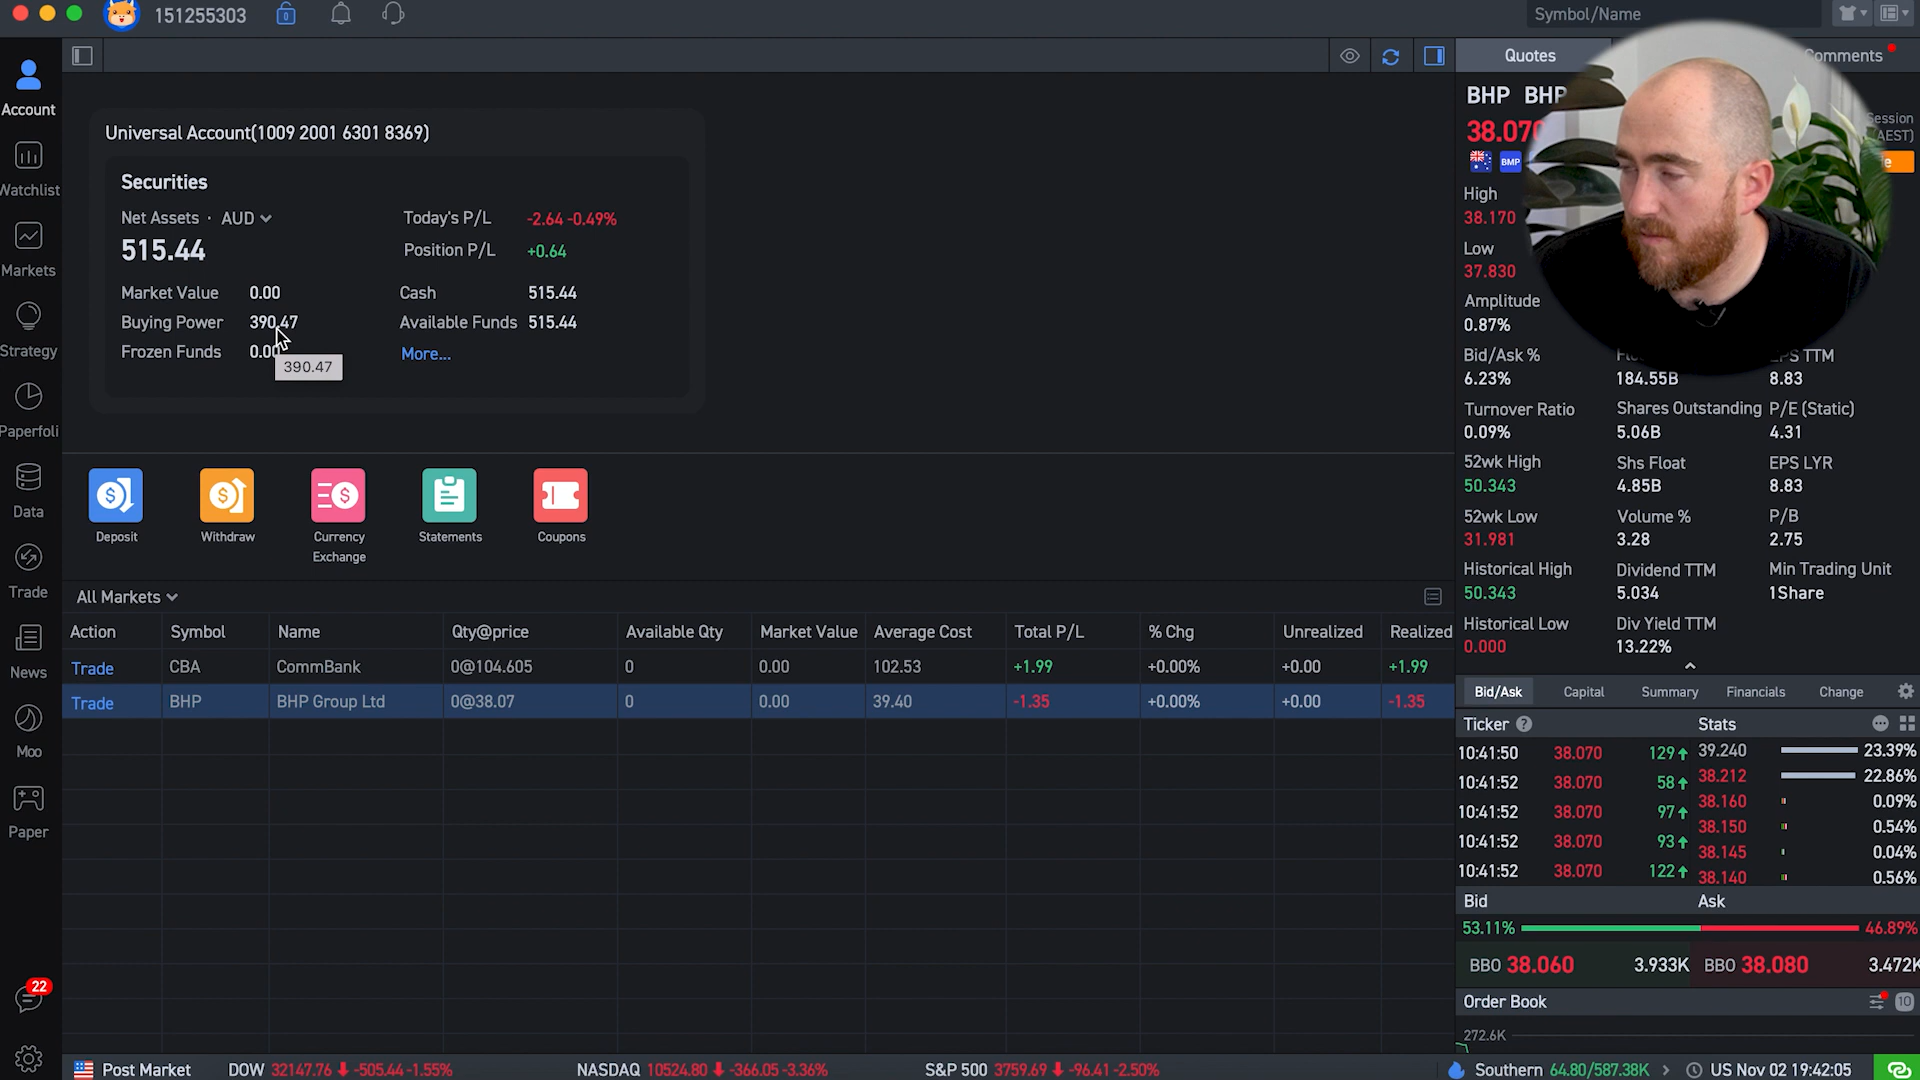 151255303
Symbol/Name
Account
Watchlist
Markets
Strategy
Paperfoli
Data
Trade
News
Moo
Paper
22
Universal Account(1009 2001 6301 8369)
Securities
Net Assets · AUD
515.44
Today's P/L -2.64 -0.49%
Position P/L +0.64
Market Value 0.00 Cash 515.44
Buying Power 390.47 Available Funds 515.44
Frozen Funds 0.00 More...
390.47
Deposit Withdraw Currency Exchange Statements Coupons
All Markets
Action Symbol Name Qty@price Available Qty Market Value Average Cost Total P/L % Chg Unrealized Realized
Trade CBA CommBank 0@104.605 0 0.00 102.53 +1.99 +0.00% +0.00 +1.99
Trade BHP BHP Group Ltd 0@38.07 0 0.00 39.40 -1.35 +0.00% +0.00 -1.35
Quotes Comments
BHP BHP
38.070
Session
AEST)
BMP
High
38.170
Low
37.830
Amplitude
0.87%
Bid/Ask % EPS TTM
6.23% 184.55B 8.83
Turnover Ratio Shares Outstanding P/E (Static)
0.09% 5.06B 4.31
52wk High Shs Float EPS LYR
50.343 4.85B 8.83
52wk Low Volume % P/B
31.981 3.28 2.75
Historical High Dividend TTM Min Trading Unit
50.343 5.034 1Share
Historical Low Div Yield TTM
0.000 13.22%
Bid/Ask Capital Summary Financials Change
Ticker ? Stats
10:41:50 38.070 129 39.240 23.39%
10:41:52 38.070 58 38.212 22.86%
10:41:52 38.070 97 38.160 0.09%
10:41:52 38.070 93 38.150 0.54%
38.145 0.04%
10:41:52 38.070 122 38.140 0.56%
Bid Ask
53.11% 46.89%
BBO 38.060 3.933K BBO 38.080 3.472K
Order Book 10
272.6K
Post Market DOW 32147.76 -505.44 -1.55% NASDAQ 10524.80 -366.05 -3.36% S&P 500 3759.69 -96.41 -2.50% Southern 64.80/587.38K US Nov 02 19:42:05